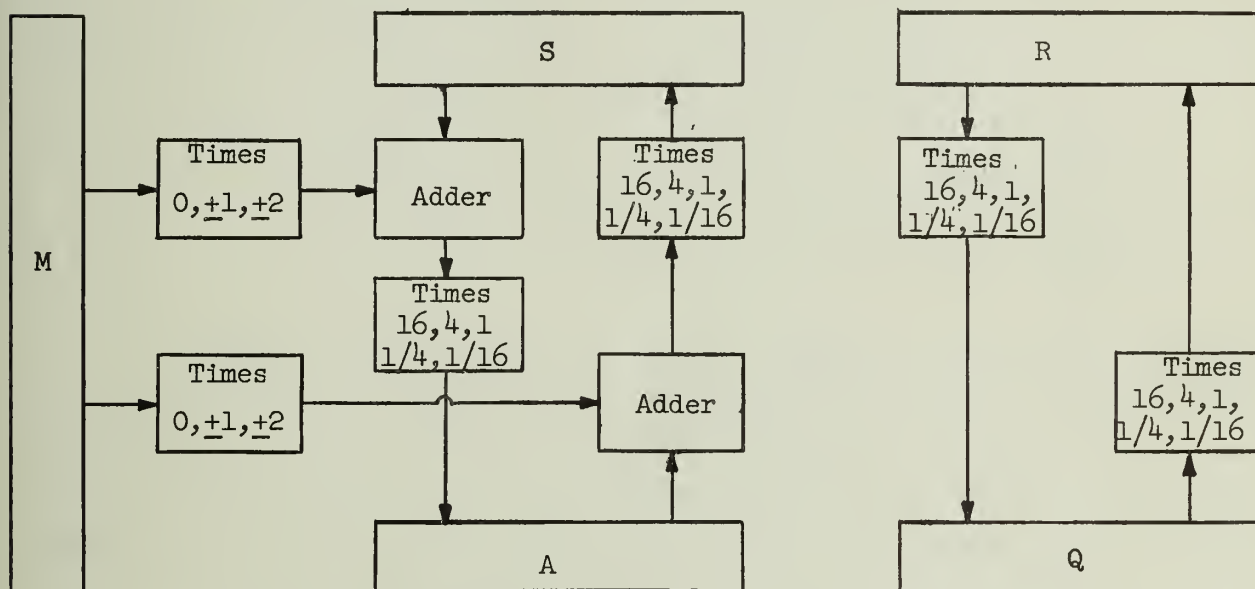 S
R
Times
0,±1,±2
Adder
Times
16,4,1,
1/4,1/16
Times
16,4,1,
1/4,1/16
M
Times
16,4,1
1/4,1/16
Times
0,±1,±2
Adder
Times
16,4,1,
1/4,1/16
A
Q